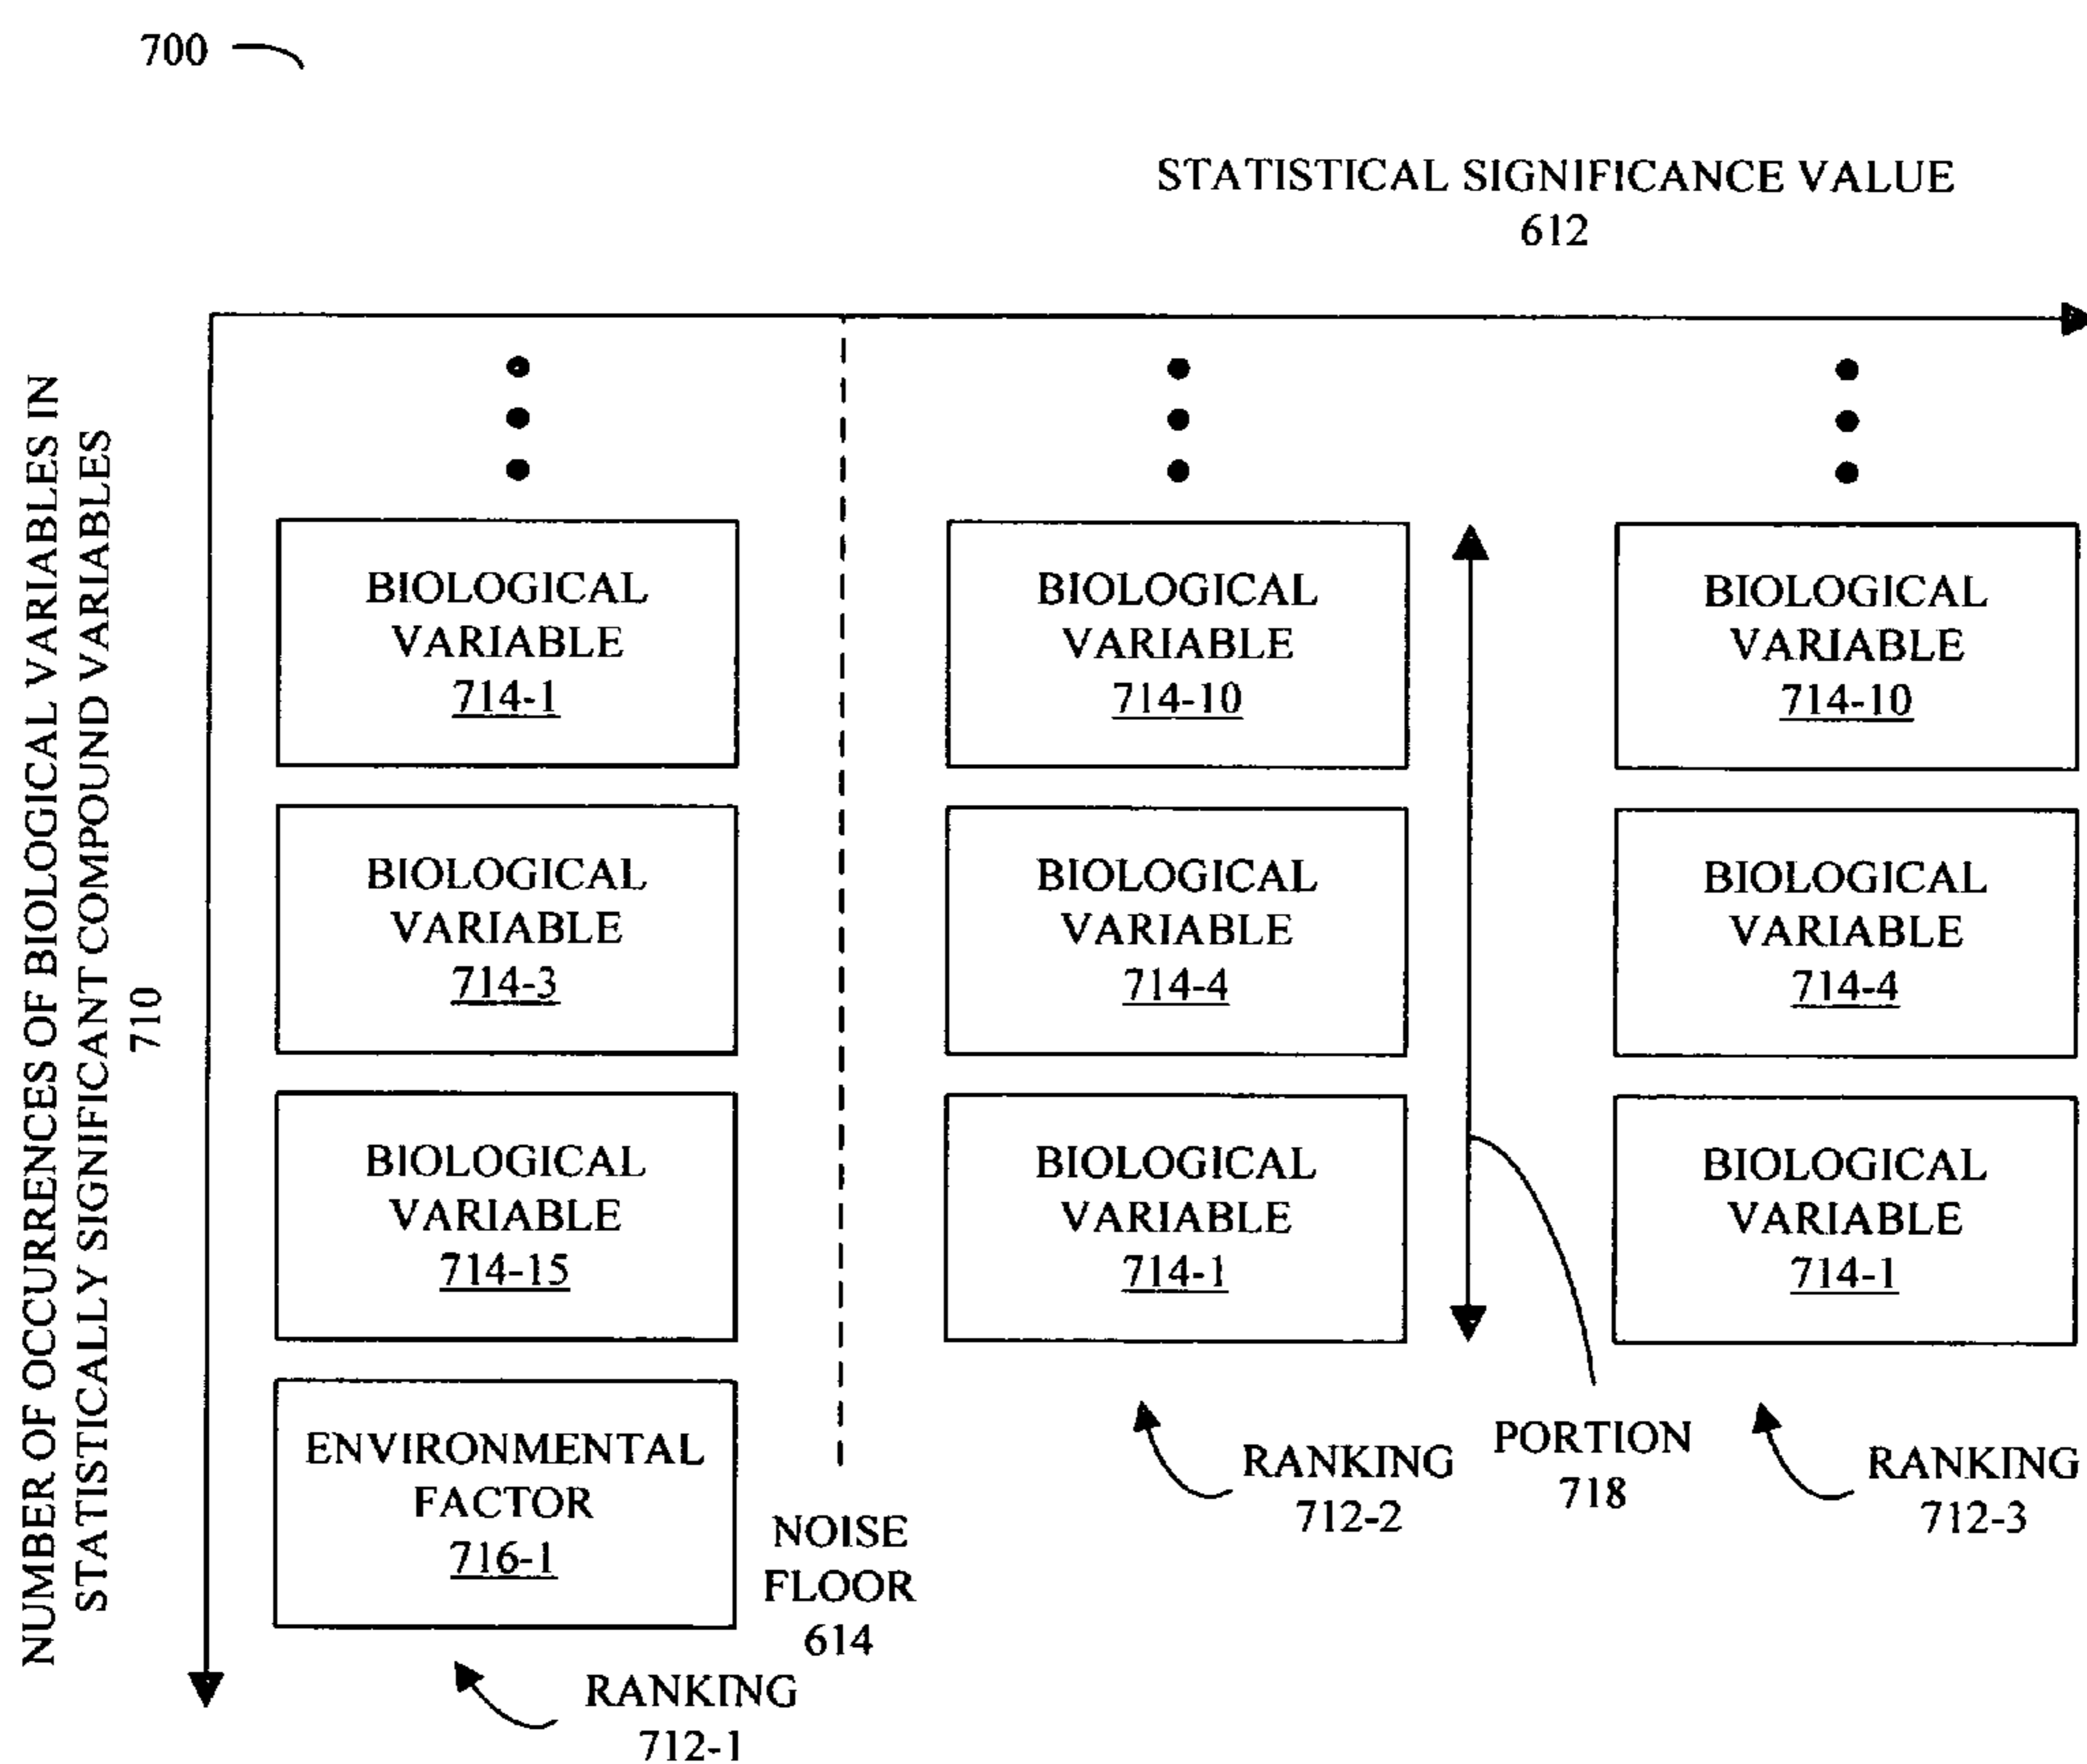 700
STATISTICAL SIGNIFICANCE VALUE
612
NUMBER OF OCCURRENCES OF BIOLOGICAL VARIABLES IN
STATISTICALLY SIGNIFICANT COMPOUND VARIABLES
710
BIOLOGICAL
VARIABLE
714-1
BIOLOGICAL
VARIABLE
714-3
BIOLOGICAL
VARIABLE
714-15
ENVIRONMENTAL
FACTOR
716-1
RANKING
712-1
NOISE
FLOOR
614
BIOLOGICAL
VARIABLE
714-10
BIOLOGICAL
VARIABLE
714-4
BIOLOGICAL
VARIABLE
714-1
RANKING
712-2
PORTION
718
BIOLOGICAL
VARIABLE
714-10
BIOLOGICAL
VARIABLE
714-4
BIOLOGICAL
VARIABLE
714-1
RANKING
712-3